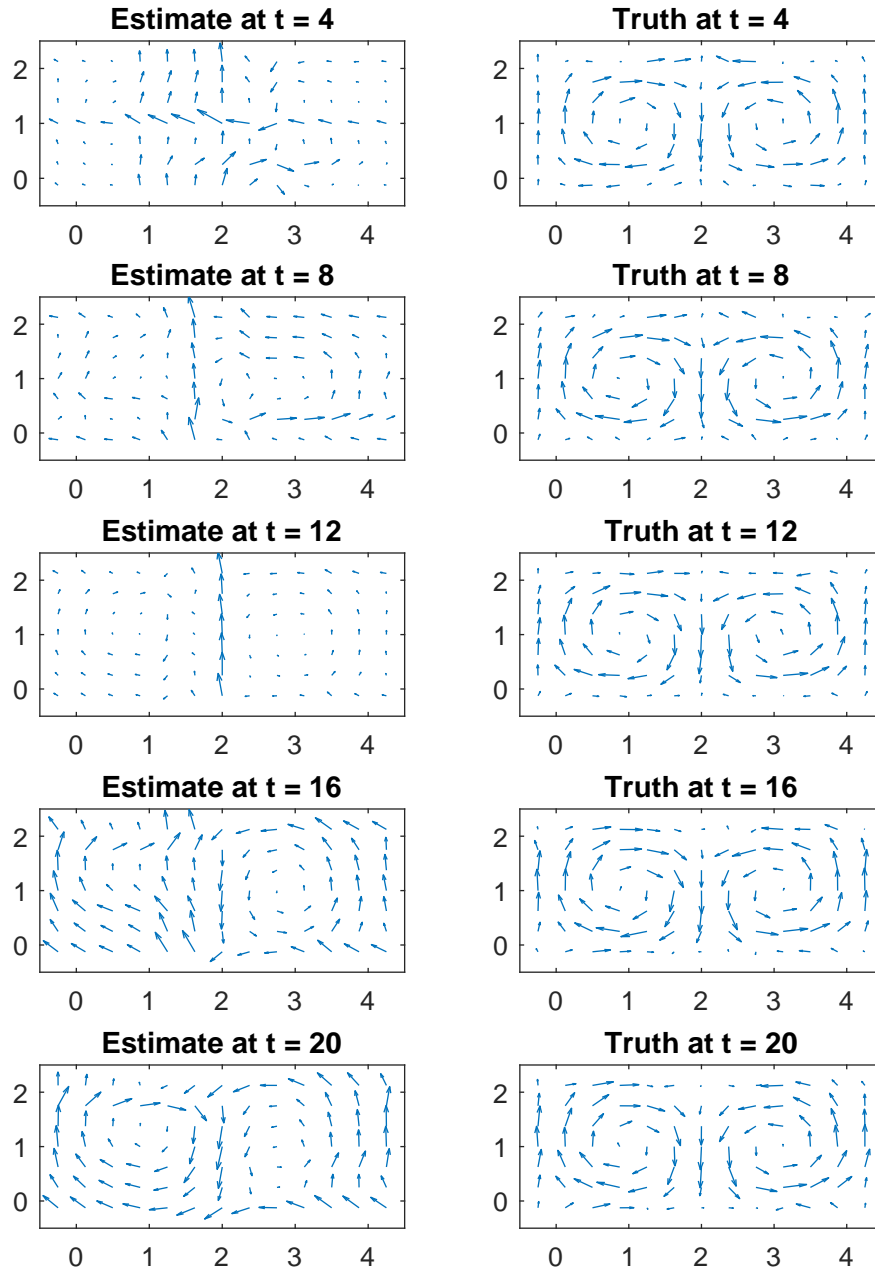 Estimate at t = 4
Truth at t = 4
2
1
0
0 1 2 3 4
2
1
0
0 1 2 3 4
Estimate at t = 8
Truth at t = 8
2
1
0
0 1 2 3 4
2
1
0
0 1 2 3 4
Estimate at t = 12
Truth at t = 12
2
1
0
0 1 2 3 4
2
1
0
0 1 2 3 4
Estimate at t = 16
Truth at t = 16
2
1
0
0 1 2 3 4
2
1
0
0 1 2 3 4
Estimate at t = 20
Truth at t = 20
2
1
0
0 1 2 3 4
2
1
0
0 1 2 3 4